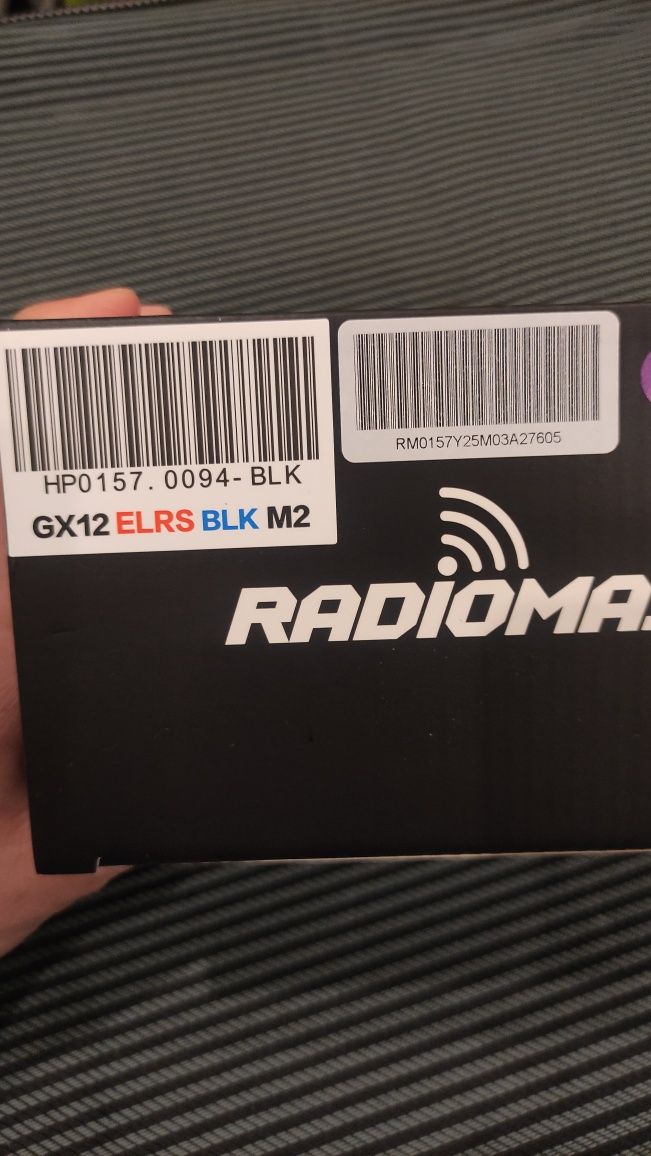 HP0157.0094-BLK
GX12 ELRS BLK M2
RM0157Y25M03A27605